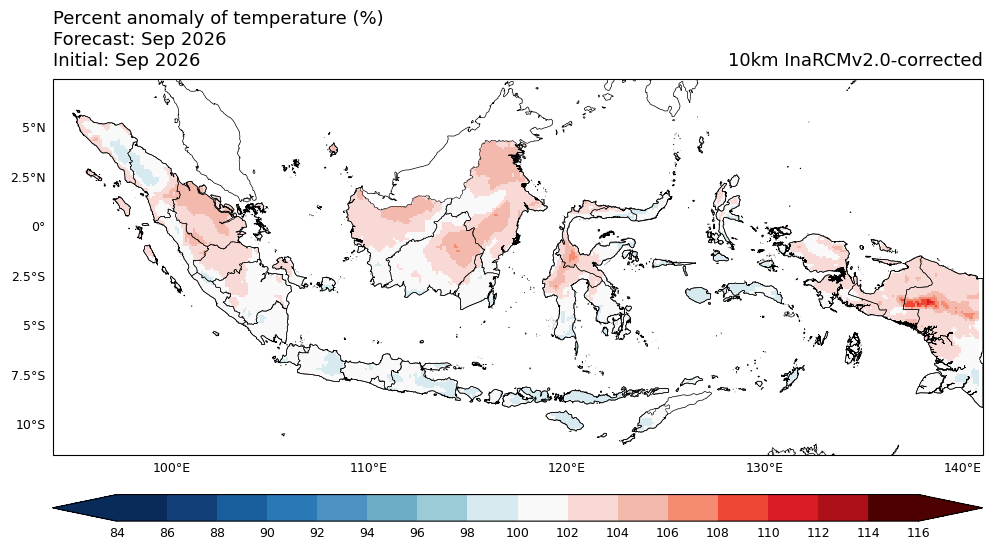 Percent anomaly of temperature (%)
Forecast: Sep 2026
Initial: Sep 2026
10km InaRCMv2.0-corrected
5°N
2.5°N
0°
2.5°S
5°S
7.5°S
10°S
100°E
110°E
120°E
130°E
140°E
84 86 88 90 92 94 96 98 100 102 104 106 108 110 112 114 116